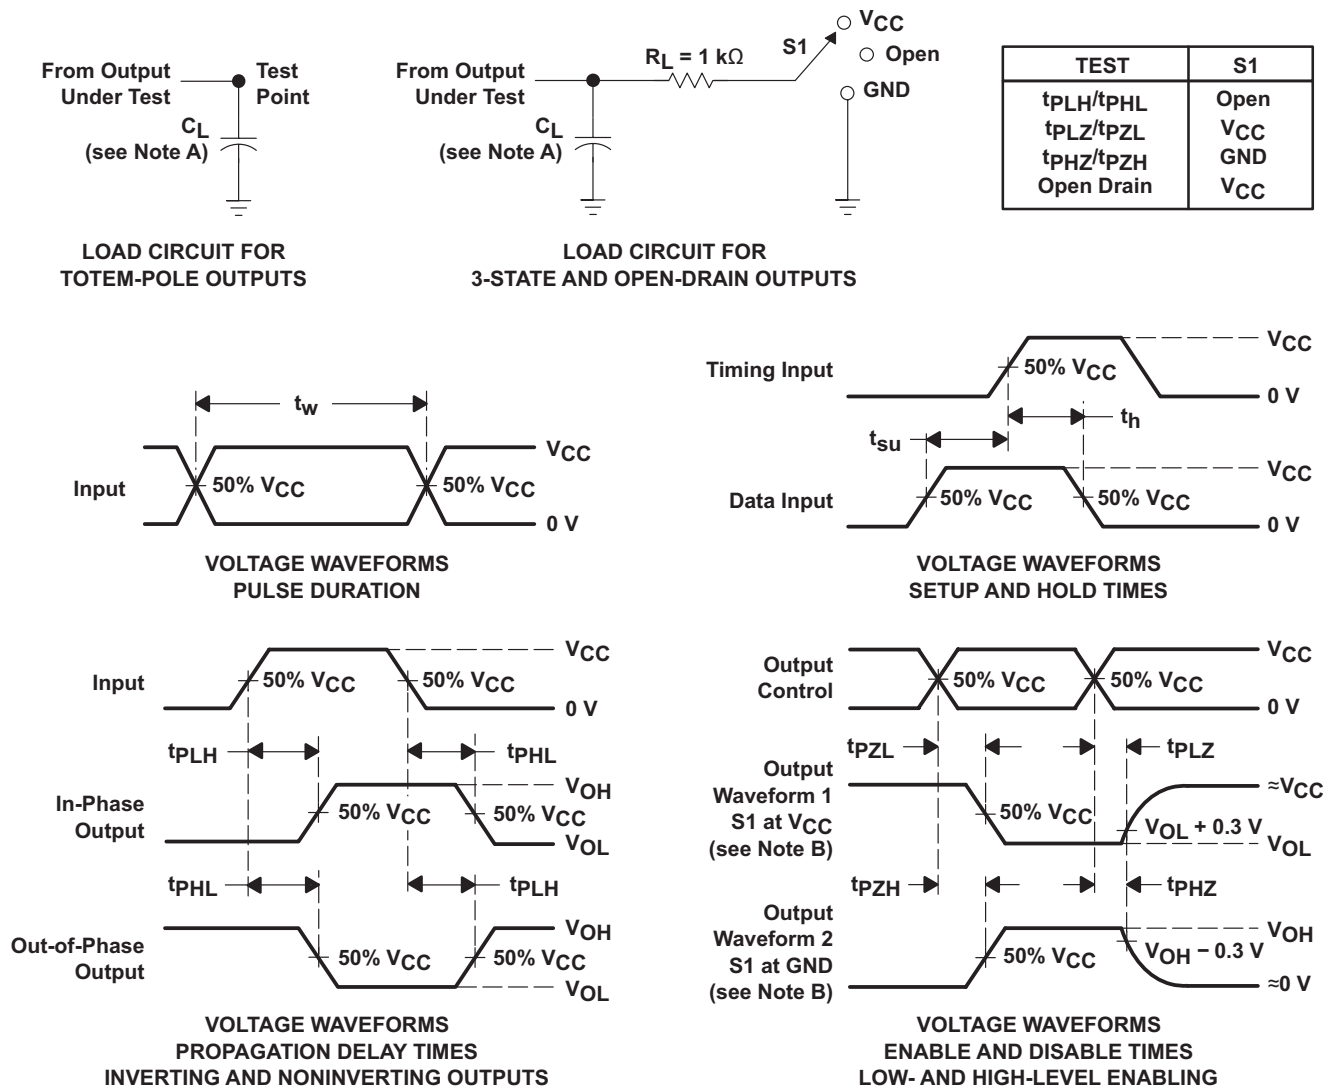 From Output
Under Test
Test
Point
CL
(see Note A)
LOAD CIRCUIT FOR
TOTEM-POLE OUTPUTS
From Output
Under Test
RL = 1 kΩ
S1
VCC
Open
GND
CL
(see Note A)
LOAD CIRCUIT FOR
3-STATE AND OPEN-DRAIN OUTPUTS
TEST S1
tPLH/tPHL Open
tPLZ/tPZL VCC
tPHZ/tPZH GND
Open Drain VCC
tw
Input
50% VCC
50% VCC
VCC
0 V
VOLTAGE WAVEFORMS
PULSE DURATION
Timing Input
50% VCC
VCC
0 V
tsu
th
Data Input
50% VCC
50% VCC
VCC
0 V
VOLTAGE WAVEFORMS
SETUP AND HOLD TIMES
Input
50% VCC
50% VCC
VCC
0 V
tPLH
tPHL
In-Phase
Output
50% VCC
50% VCC
VOH
VOL
tPHL
tPLH
Out-of-Phase
Output
50% VCC
50% VCC
VOH
VOL
VOLTAGE WAVEFORMS
PROPAGATION DELAY TIMES
INVERTING AND NONINVERTING OUTPUTS
Output
Control
50% VCC
50% VCC
VCC
0 V
tPZL
tPLZ
Output
Waveform 1
S1 at VCC
(see Note B)
50% VCC
VOL + 0.3 V
≈VCC
VOL
tPZH
tPHZ
Output
Waveform 2
S1 at GND
(see Note B)
50% VCC
VOH − 0.3 V
VOH
≈0 V
VOLTAGE WAVEFORMS
ENABLE AND DISABLE TIMES
LOW- AND HIGH-LEVEL ENABLING